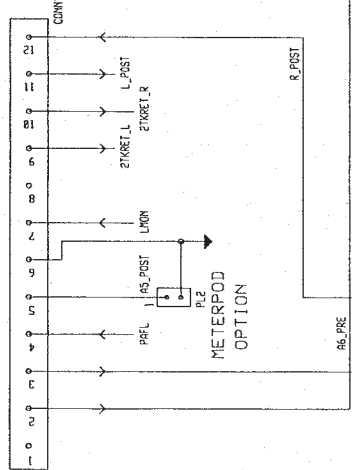 CONN
12
11
10
9
8
7
6
5
4
3
2
1
L_POST
2TKRET_R
2TKRET_L
R_POST
LMON
A5_POST
1
PL2
PAFL
METERPOD
OPTION
A6_PRE